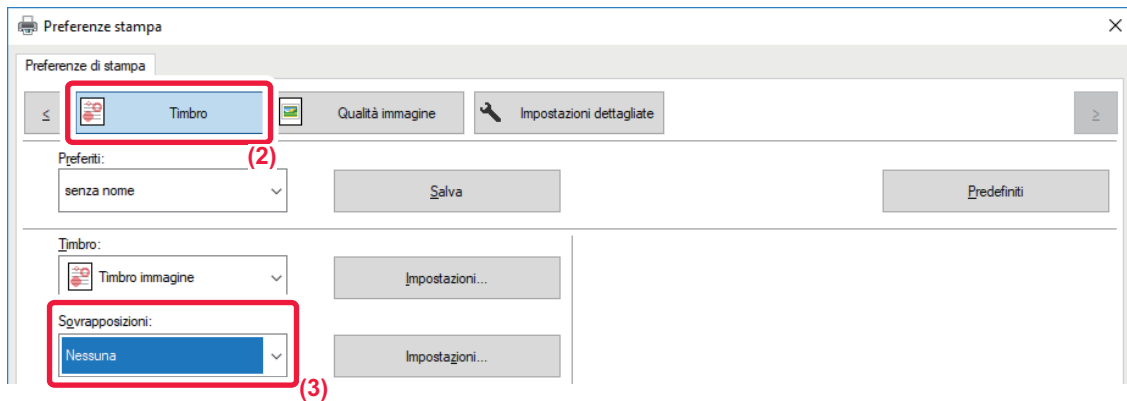 Preferenze stampa
Preferenze di stampa
< Timbro Qualità immagine Impostazioni dettagliate >
(2)
Preferiti:
senza nome Salva Predefiniti
Timbro:
Timbro immagine Impostazioni...
Sovrapposizioni:
Nessuna Impostazioni...
(3)